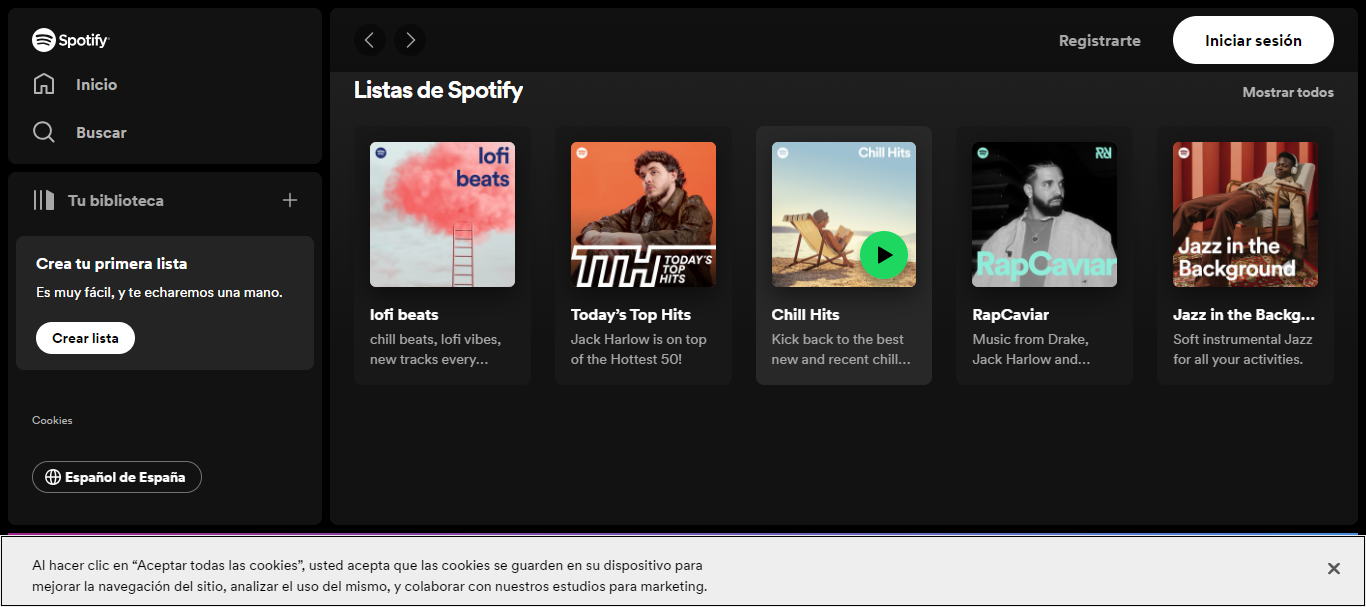 Spotify
Inicio
Buscar
Tu biblioteca
Crea tu primera lista
Es muy fácil, y te echaremos una mano.
Crear lista
Cookies
Español de España
Registrarte
Iniciar sesión
Listas de Spotify
Mostrar todos
lofi
beats
lofi beats
chill beats, lofi vibes,
new tracks every...
TTH TODAY'S
TOP
HITS
Today's Top Hits
Jack Harlow is on top
of the Hottest 50!
Chill Hits
Chill Hits
Kick back to the best
new and recent chill...
RapCaviar
RapCaviar
Music from Drake,
Jack Harlow and...
Jazz in the
Background
Jazz in the Backg...
Soft instrumental Jazz
for all your activities.
Al hacer clic en “Aceptar todas las cookies”, usted acepta que las cookies se guarden en su dispositivo para
mejorar la navegación del sitio, analizar el uso del mismo, y colaborar con nuestros estudios para marketing.